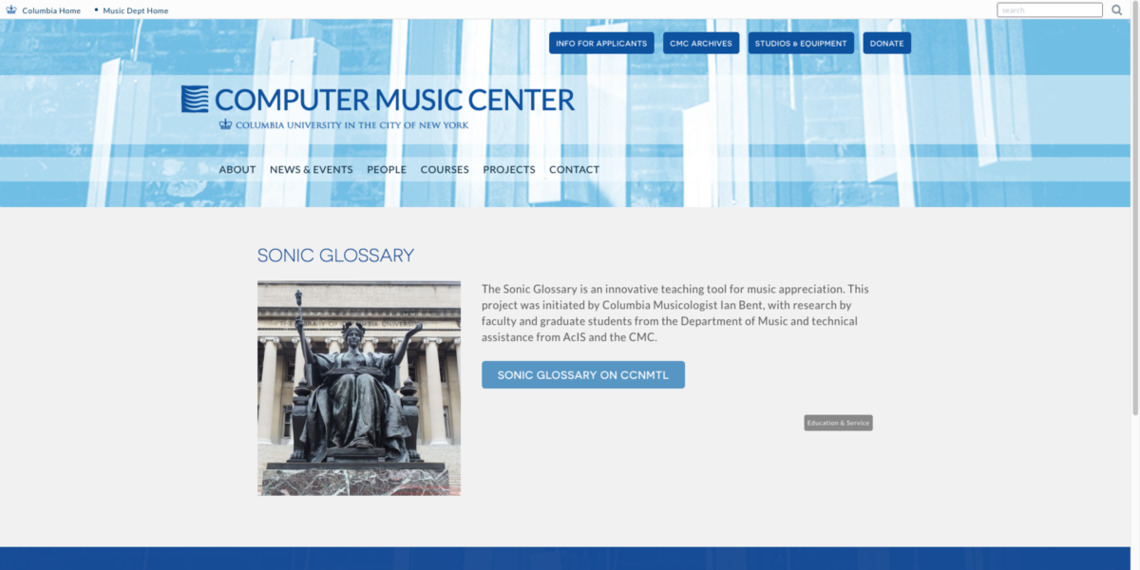 Columbia Home
Music Dept Home
search
INFO FOR APPLICANTS
CMC ARCHIVES
STUDIOS & EQUIPMENT
DONATE
COMPUTER MUSIC CENTER
COLUMBIA UNIVERSITY IN THE CITY OF NEW YORK
ABOUT
NEWS & EVENTS
PEOPLE
COURSES
PROJECTS
CONTACT
SONIC GLOSSARY
The Sonic Glossary is an innovative teaching tool for music appreciation. This
project was initiated by Columbia Musicologist Ian Bent, with research by
faculty and graduate students from the Department of Music and technical
assistance from AcIS and the CMC.
SONIC GLOSSARY ON CCNMTL
Education & Service